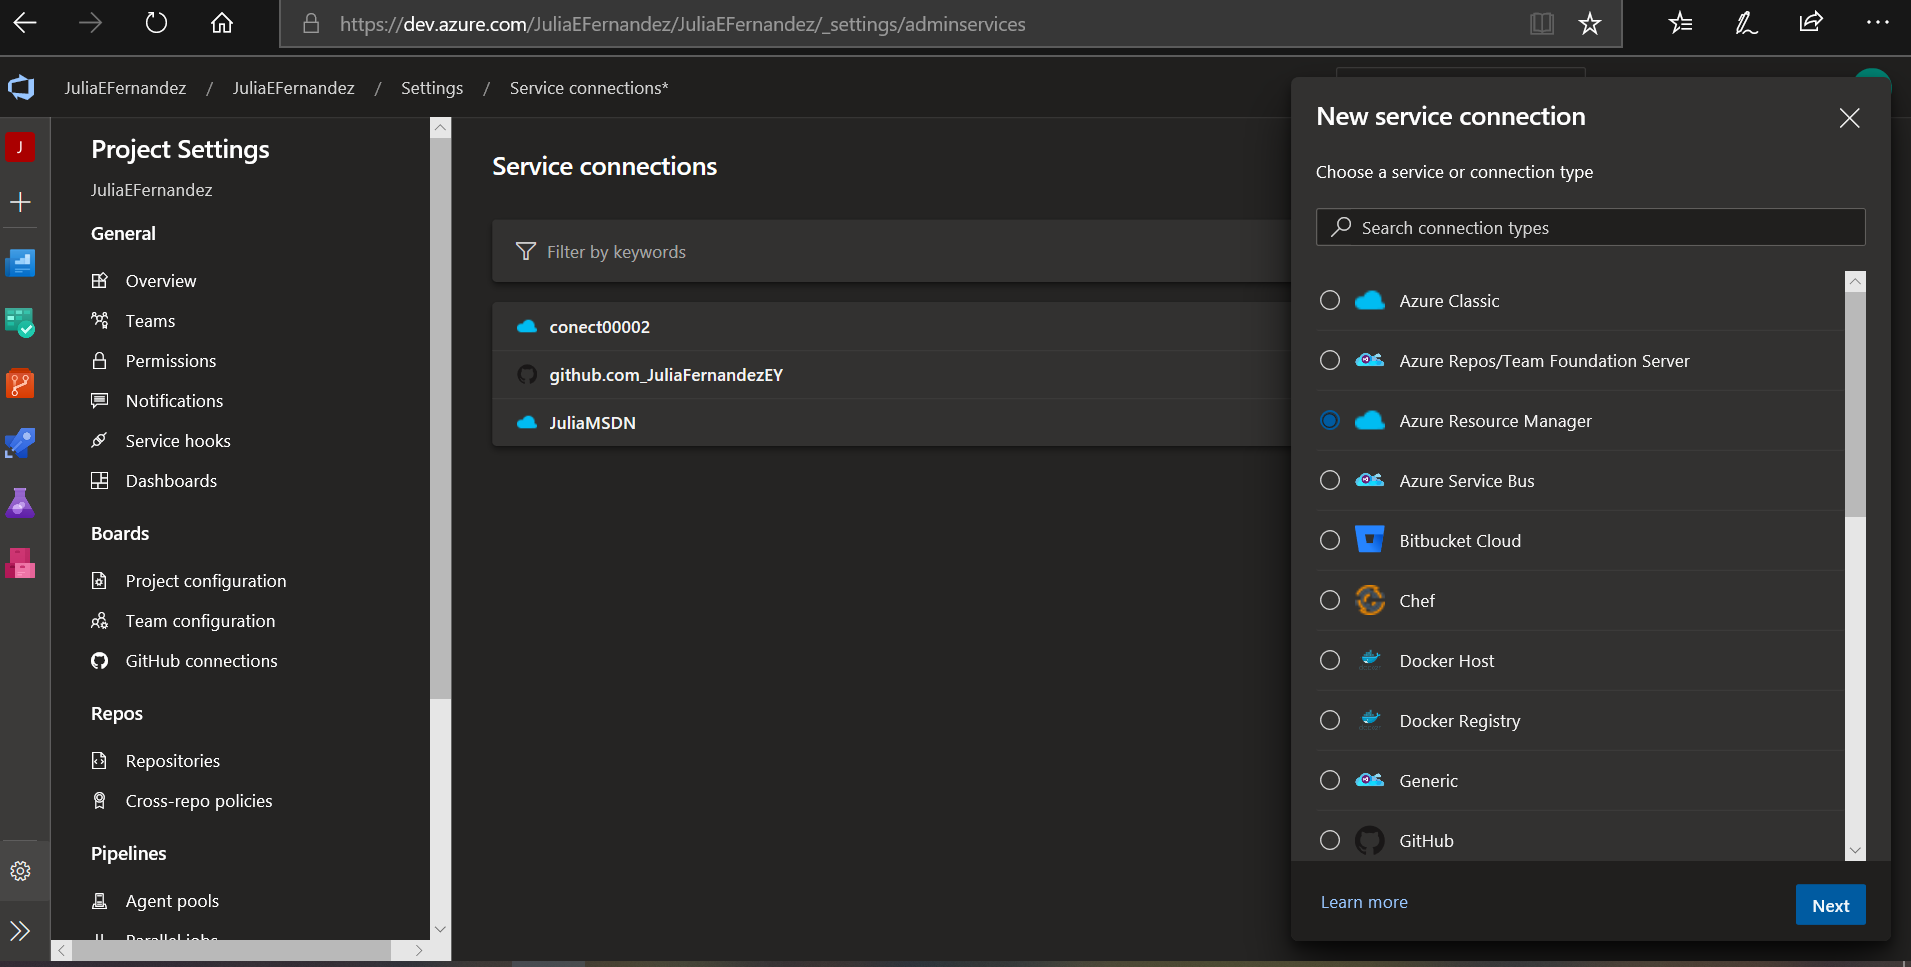 https://dev.azure.com/JuliaEFernandez/JuliaEFernandez/_settings/adminservices
JuliaEFernandez / JuliaEFernandez / Settings / Service connections*
J
Project Settings
JuliaEFernandez
General
Overview
Teams
Permissions
Notifications
Service hooks
Dashboards
Boards
Project configuration
Team configuration
GitHub connections
Repos
Repositories
Cross-repo policies
Pipelines
Agent pools
Parallel jobs
Service connections
Filter by keywords
conect00002
github.com_JuliaFernandezEY
JuliaMSDN
New service connection
Choose a service or connection type
Search connection types
Azure Classic
Azure Repos/Team Foundation Server
Azure Resource Manager
Azure Service Bus
Bitbucket Cloud
Chef
Docker Host
Docker Registry
Generic
GitHub
Learn more
Next